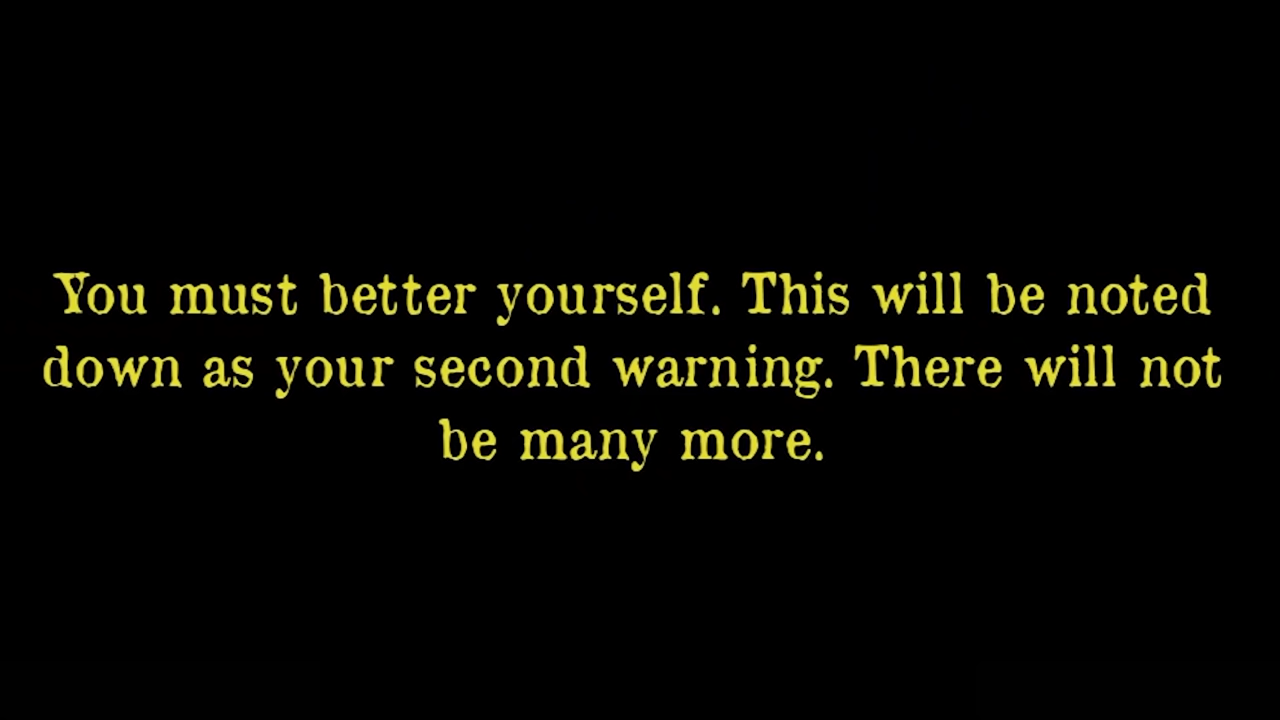 You must better yourself. This will be noted
down as your second warning. There will not
be many more.